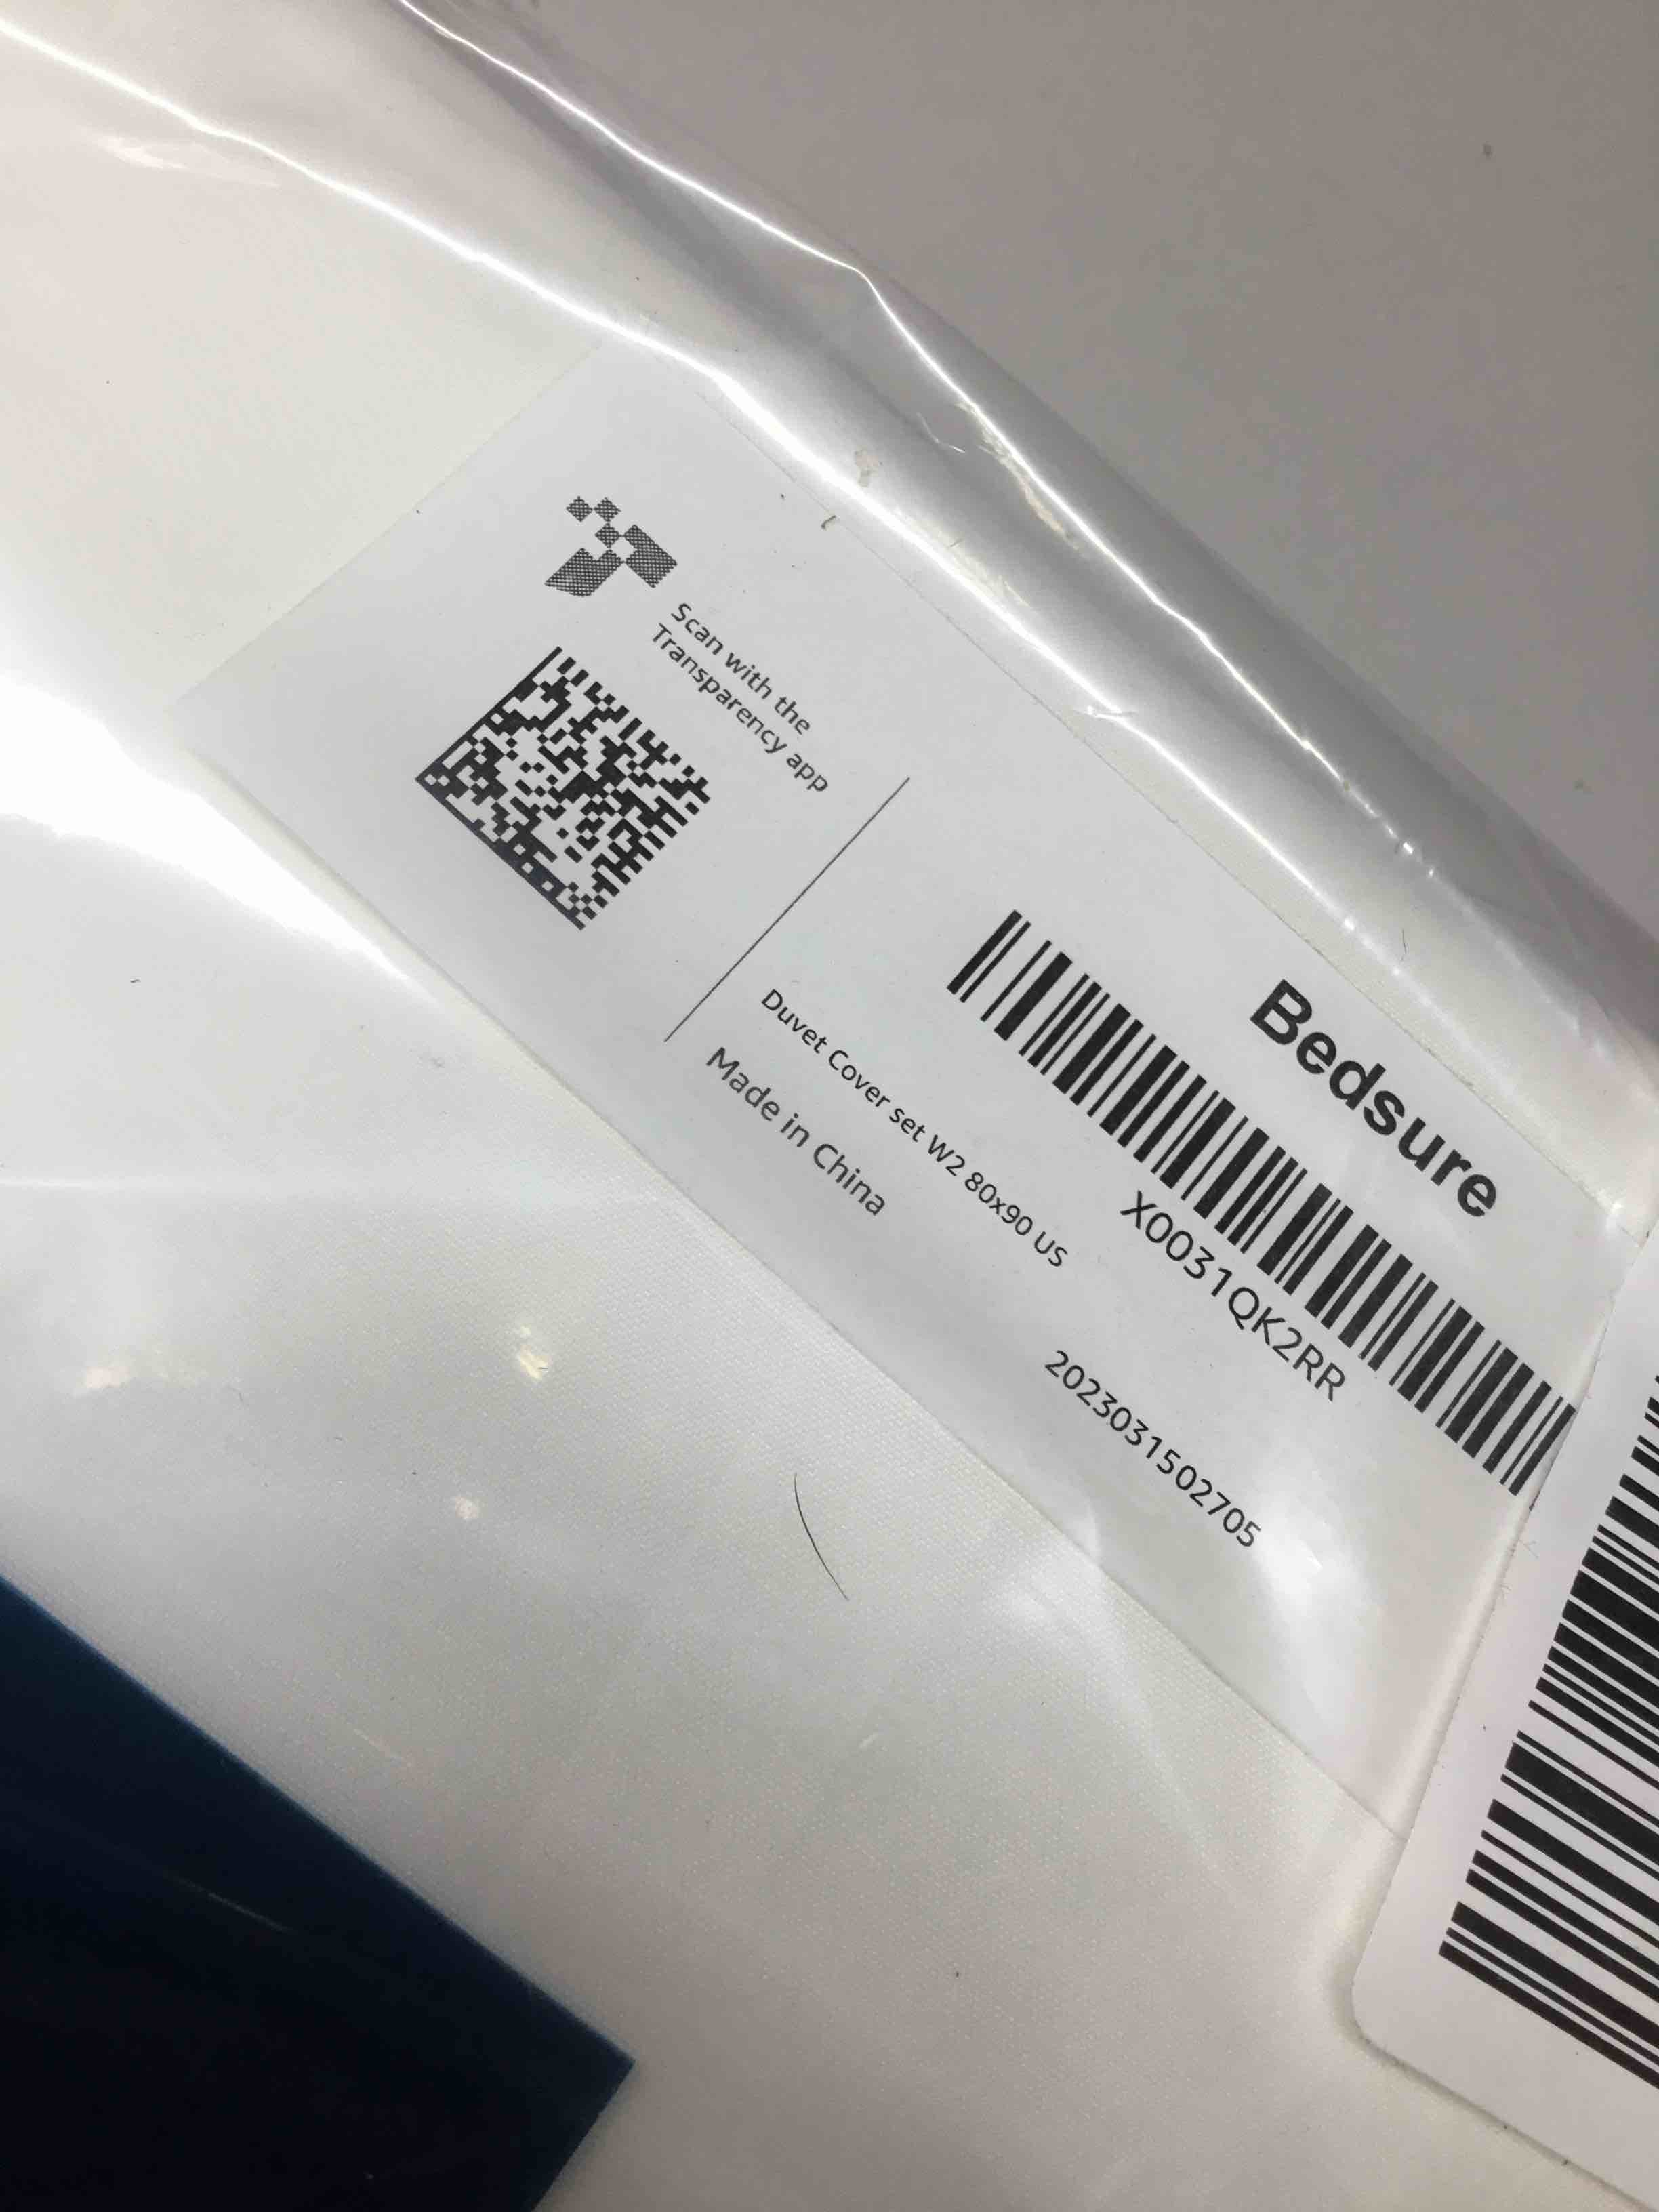 Bedsure
X0031QK2RR
2023031502705
Duvet Cover set W2 80x90 US
Made in China
Scan with the
Transparency app